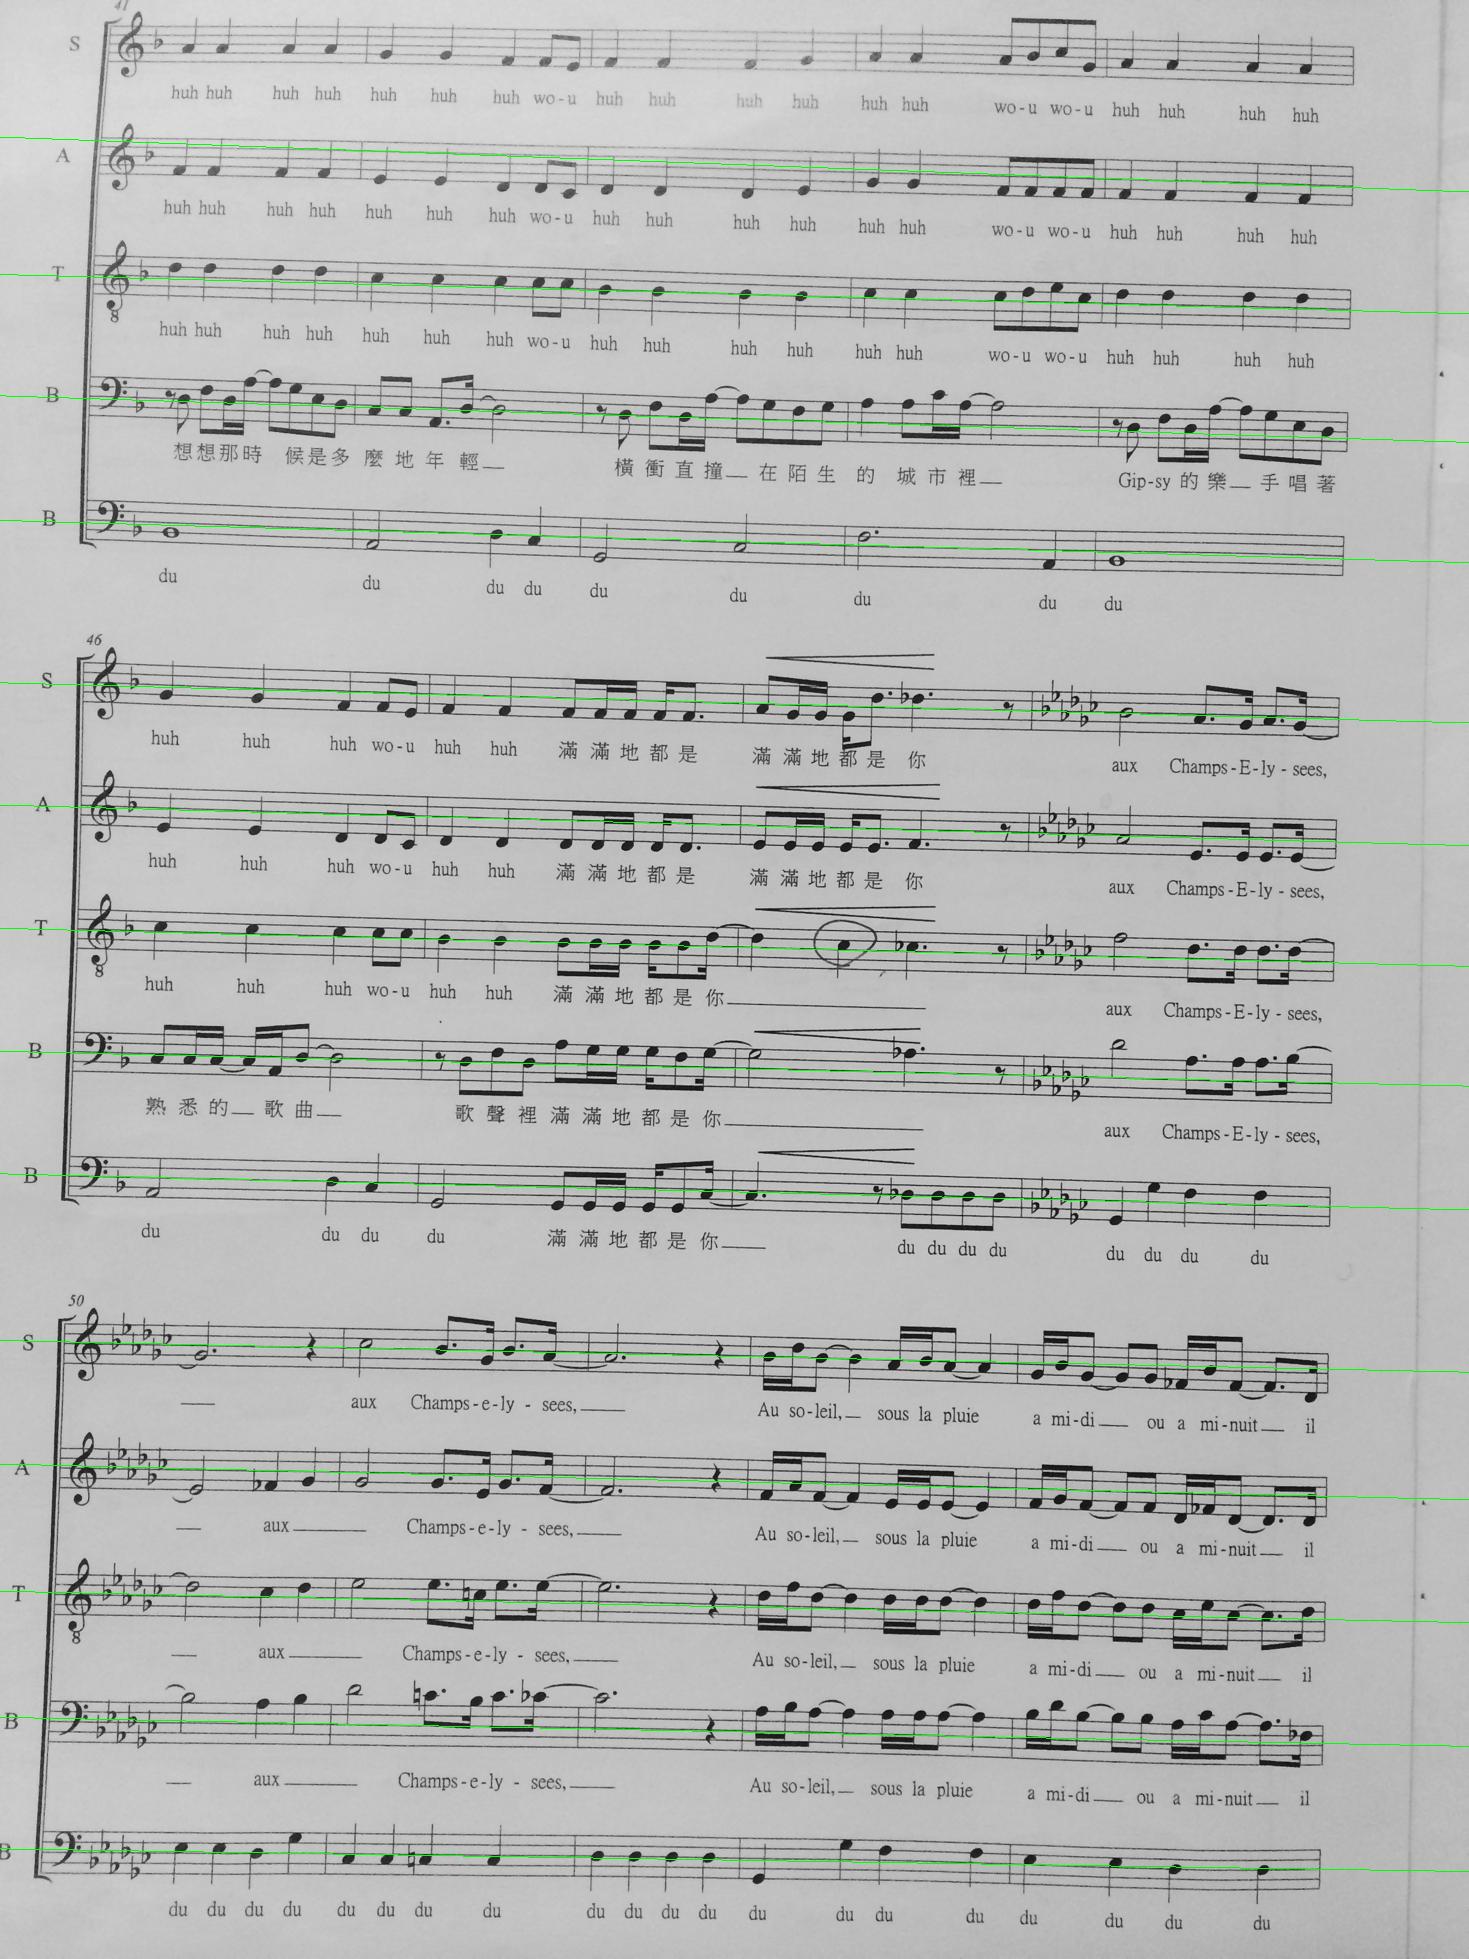 41
S
huh huh huh huh huh huh huh wo-u huh huh huh huh huh huh wo-u wo-u huh huh huh huh
A
huh huh huh huh huh huh huh wo-u huh huh huh huh huh huh wo-u wo-u huh huh huh huh
T
8
huh huh huh huh huh huh huh wo-u huh huh huh huh huh huh wo-u wo-u huh huh huh huh
B
想想那時 候是多 麼地年輕 橫衝直撞 在陌生的城市裡 Gip-sy 的樂 手唱著
B
du du du du du du du du du
46
S
huh huh huh wo-u huh huh 滿滿地都是 滿滿地都是你 aux Champs-E-ly-sees,
A
huh huh huh wo-u huh huh 滿滿地都是 滿滿地都是你 aux Champs-E-ly-sees,
T
8
huh huh huh wo-u huh huh 滿滿地都是你 aux Champs-E-ly-sees,
B
熟悉的 歌曲 歌聲裡滿滿地都是你 aux Champs-E-ly-sees,
B
du du du du 滿滿地都是你 du du du du du du du du
50
S
aux Champs-e-ly-sees, Au so-leil, sous la pluie a mi-di ou a mi-nuit il
A
aux Champs-e-ly-sees, Au so-leil, sous la pluie a mi-di ou a mi-nuit il
T
8
aux Champs-e-ly-sees, Au so-leil, sous la pluie a mi-di ou a mi-nuit il
B
aux Champs-e-ly-sees, Au so-leil, sous la pluie a mi-di ou a mi-nuit il
B
du du du du du du du du du du du du du du du du du du du du